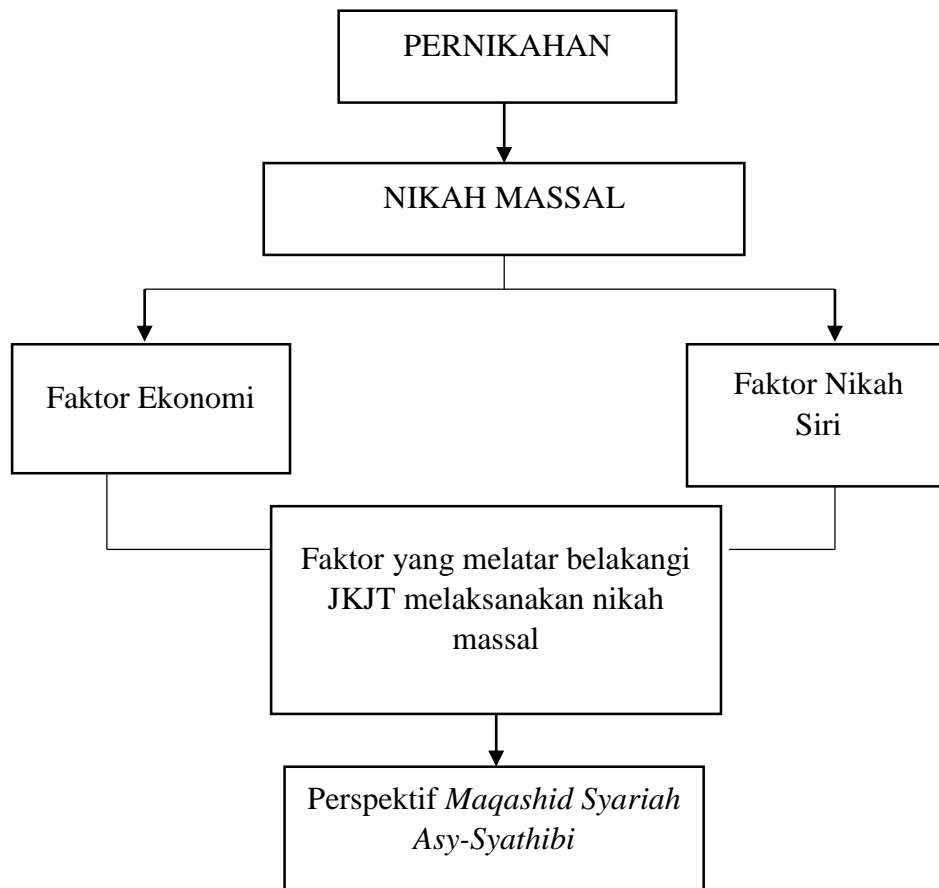 PERNIKAHAN
NIKAH MASSAL
Faktor Ekonomi
Faktor Nikah
Siri
Faktor yang melatar belakangi
JKJT melaksanakan nikah
massal
Perspektif Maqashid Syariah
Asy-Syathibi